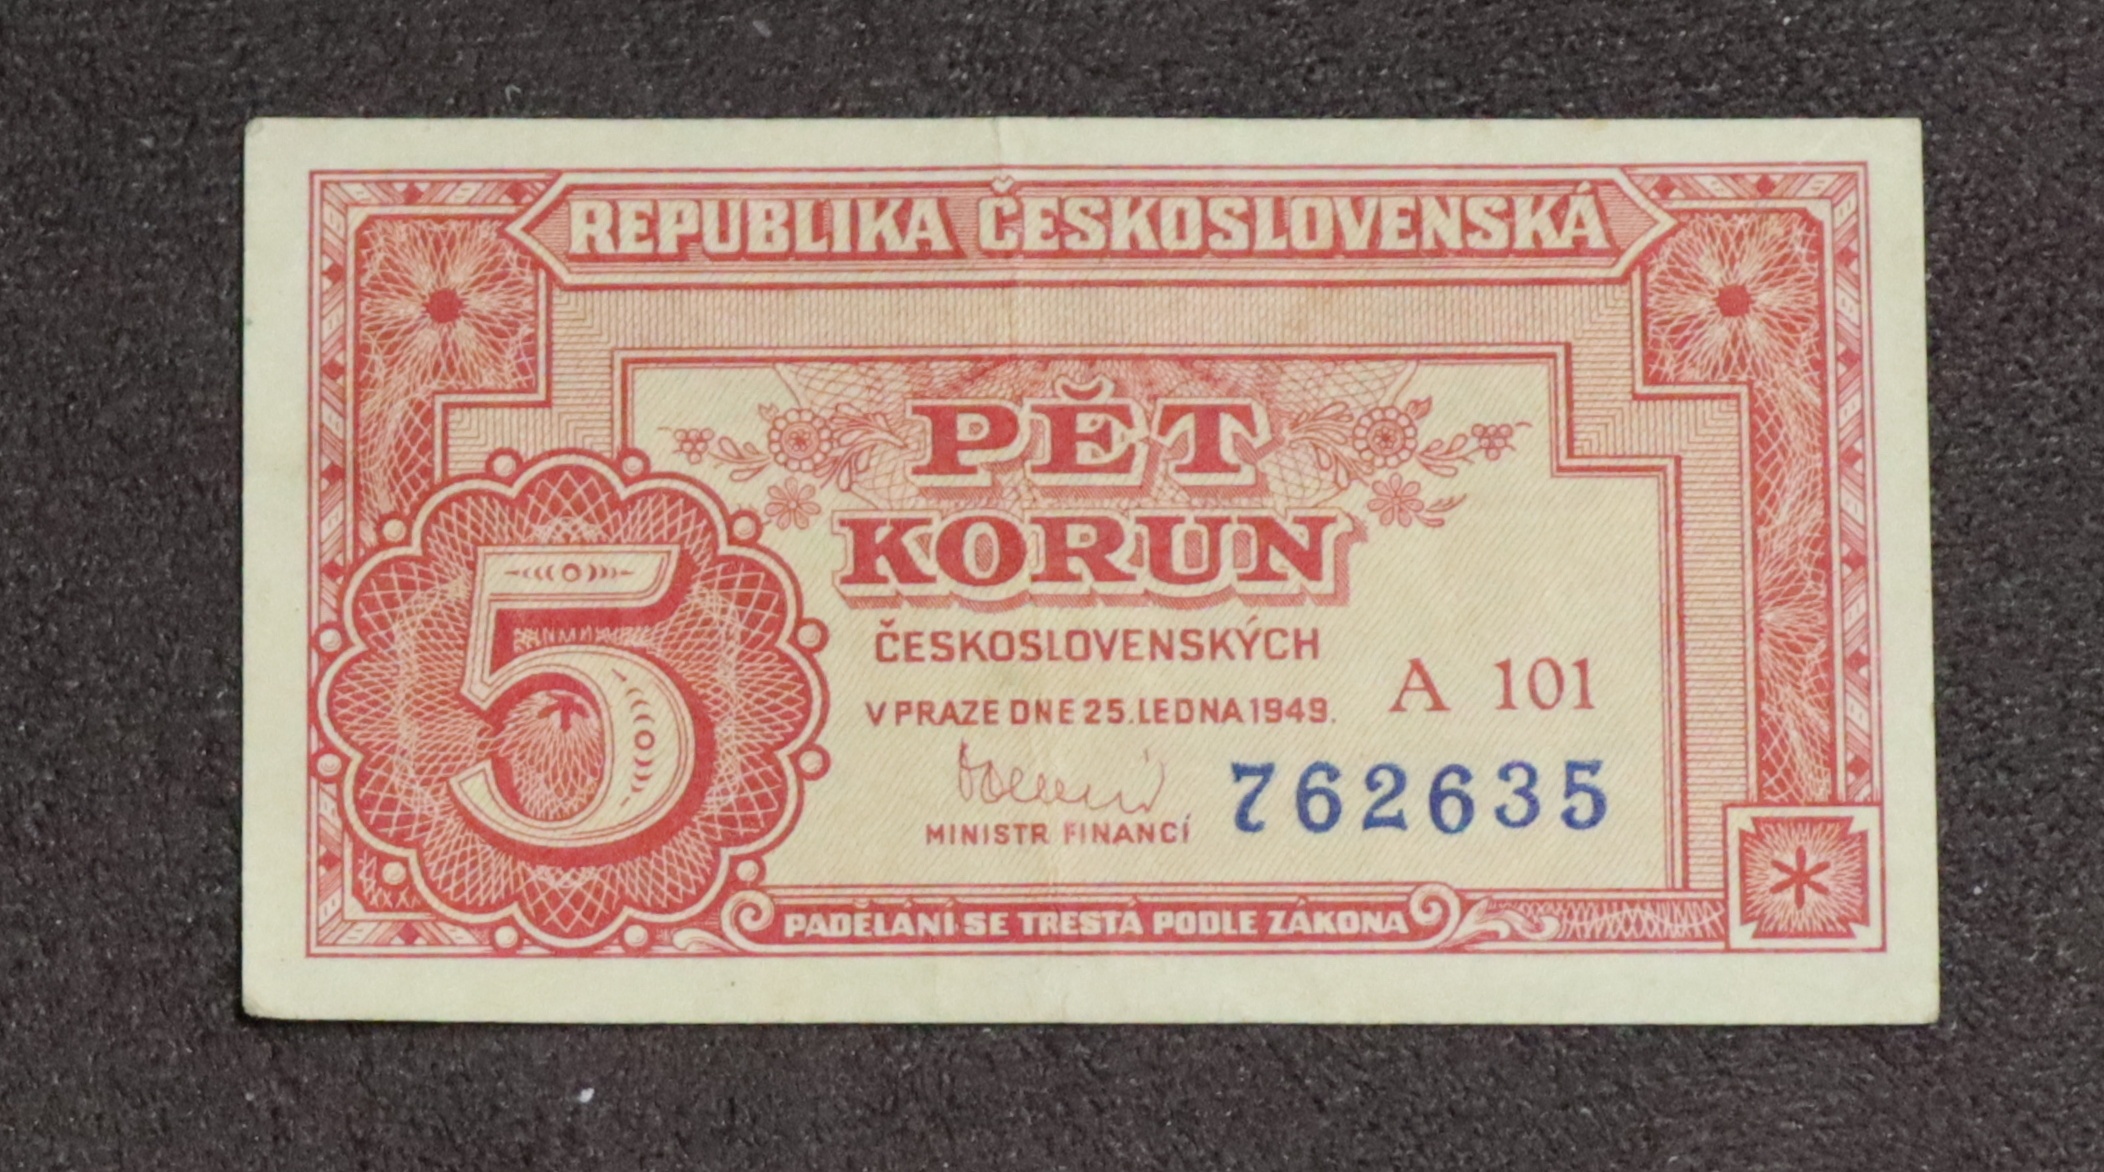 REPUBLIKA ČESKOSLOVENSKÁ
PĚT
KORUN
ČESKOSLOVENSKÝCH
V PRAZE DNE 25. LEDNA 1949.
A 101
762635
MINISTR FINANCÍ
5
PADĚLÁNÍ SE TRESTÁ PODLE ZÁKONA